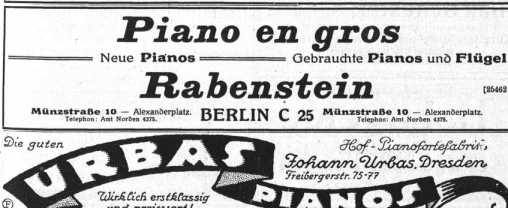 Piano en gros
Neue Pianos Gebrauchte Pianos und Flügel
Rabenstein
[25462
Münzstraße 10 — Alexanderplatz. BERLIN C 25 Münzstraße 10 — Alexanderplatz.
Telephon: Amt Norden 4375. Telephon: Amt Norden 4375.
Die guten Hof-Pianofortefabrik,
URBAS Johann Urbas, Dresden
Freibergerstr. 75-77
Wirklich erstklassig PIANOS
und preiswert!